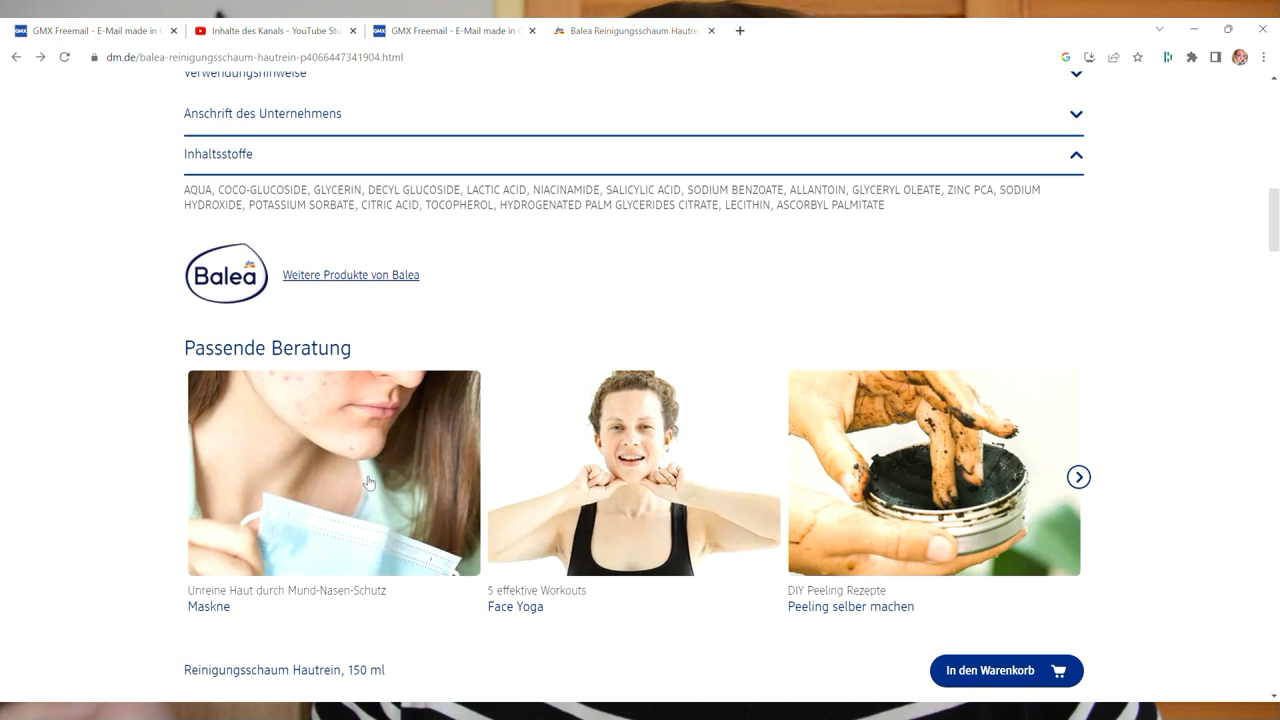 GMX Freemail - E-Mail made in
Inhalte des Kanals - YouTube Stu
GMX Freemail - E-Mail made in
Balea Reinigungsschaum Hautre
dm.de/balea-reinigungsschaum-hautrein-p4066447341904.html
Verwendungshinweise
Anschrift des Unternehmens
Inhaltsstoffe
AQUA, COCO-GLUCOSIDE, GLYCERIN, DECYL GLUCOSIDE, LACTIC ACID, NIACINAMIDE, SALICYLIC ACID, SODIUM BENZOATE, ALLANTOIN, GLYCERYL OLEATE, ZINC PCA, SODIUM
HYDROXIDE, POTASSIUM SORBATE, CITRIC ACID, TOCOPHEROL, HYDROGENATED PALM GLYCERIDES CITRATE, LECITHIN, ASCORBYL PALMITATE
dm
Balea
Weitere Produkte von Balea
Passende Beratung
Unreine Haut durch Mund-Nasen-Schutz
Maskne
5 effektive Workouts
Face Yoga
DIY Peeling Rezepte
Peeling selber machen
Reinigungsschaum Hautrein, 150 ml
In den Warenkorb